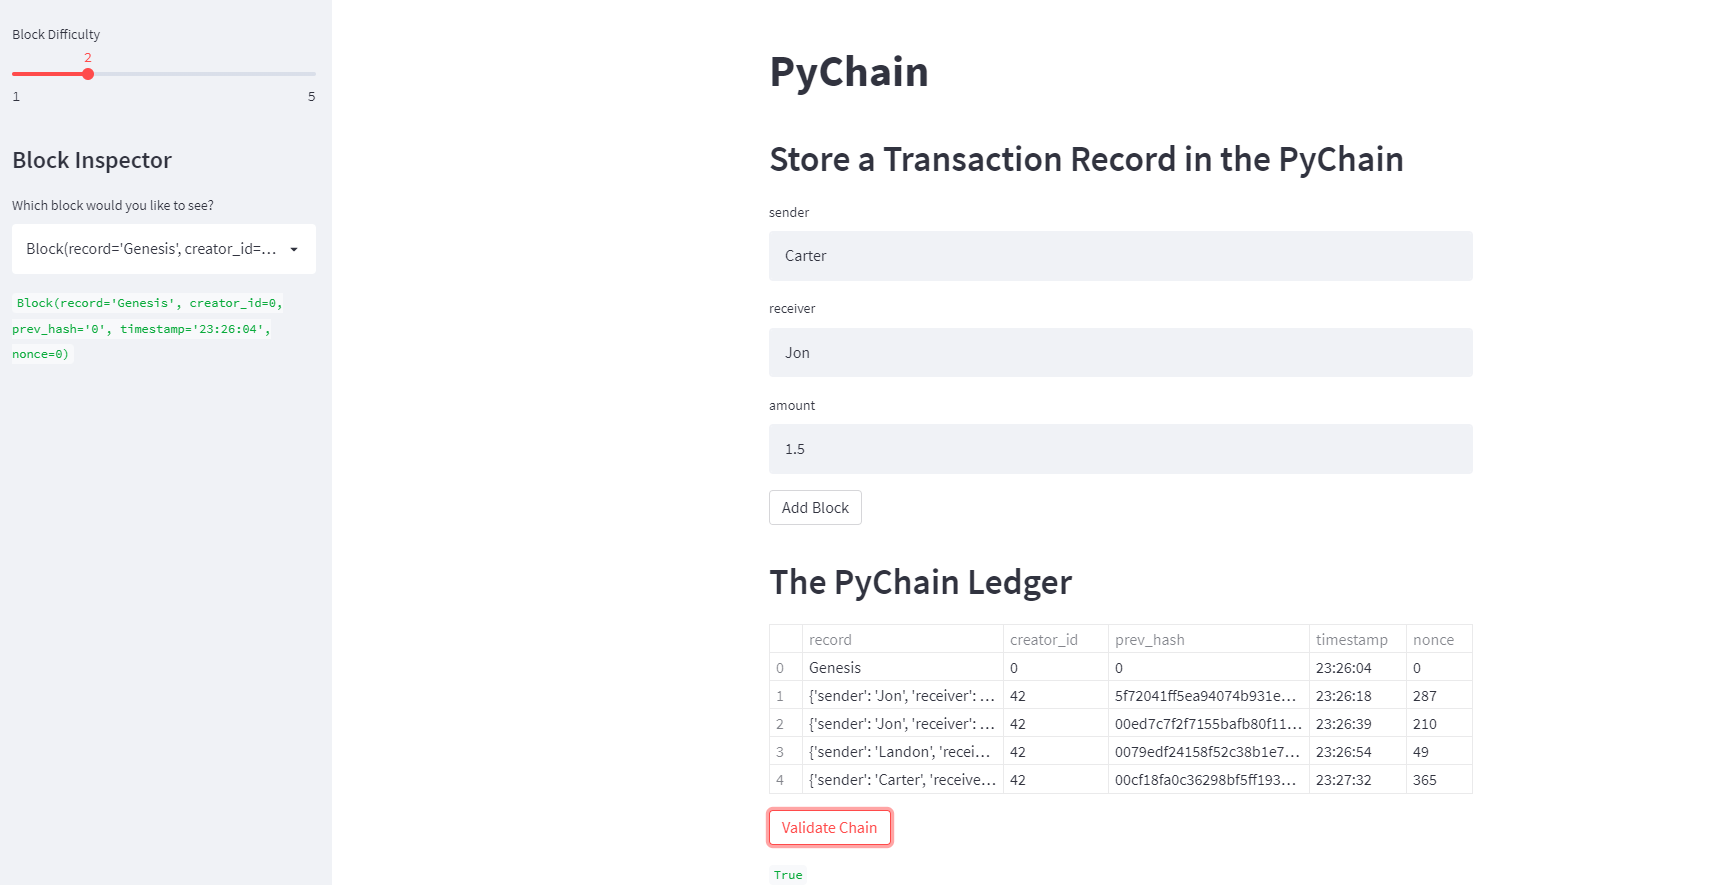 Block Difficulty
2
1 5
Block Inspector
Which block would you like to see?
Block(record='Genesis', creator_id=...
Block(record='Genesis', creator_id=0,
prev_hash='0', timestamp='23:26:04',
nonce=0)
PyChain
Store a Transaction Record in the PyChain
sender
Carter
receiver
Jon
amount
1.5
Add Block
The PyChain Ledger
record creator_id prev_hash timestamp nonce
0 Genesis 0 0 23:26:04 0
1 {'sender': 'Jon', 'receiver': ... 42 5f72041ff5ea94074b931e... 23:26:18 287
2 {'sender': 'Jon', 'receiver': ... 42 00ed7c7f2f7155bafb80f11... 23:26:39 210
3 {'sender': 'Landon', 'recei... 42 0079edf24158f52c38b1e7... 23:26:54 49
4 {'sender': 'Carter', 'receive... 42 00cf18fa0c36298bf5ff193... 23:27:32 365
Validate Chain
True